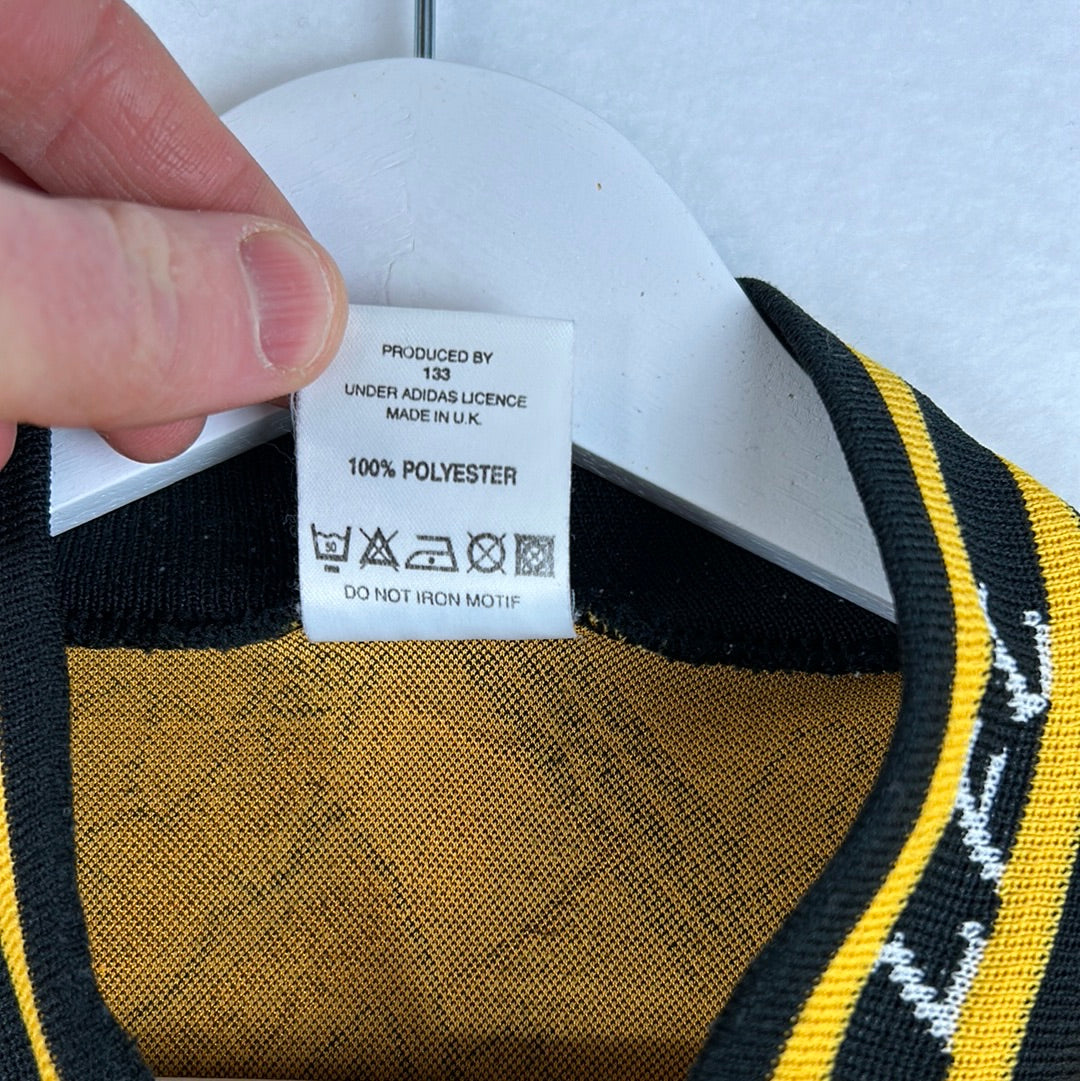 PRODUCED BY
133
UNDER ADIDAS LICENCE
MADE IN U.K.
100% POLYESTER
50
DO NOT IRON MOTIF